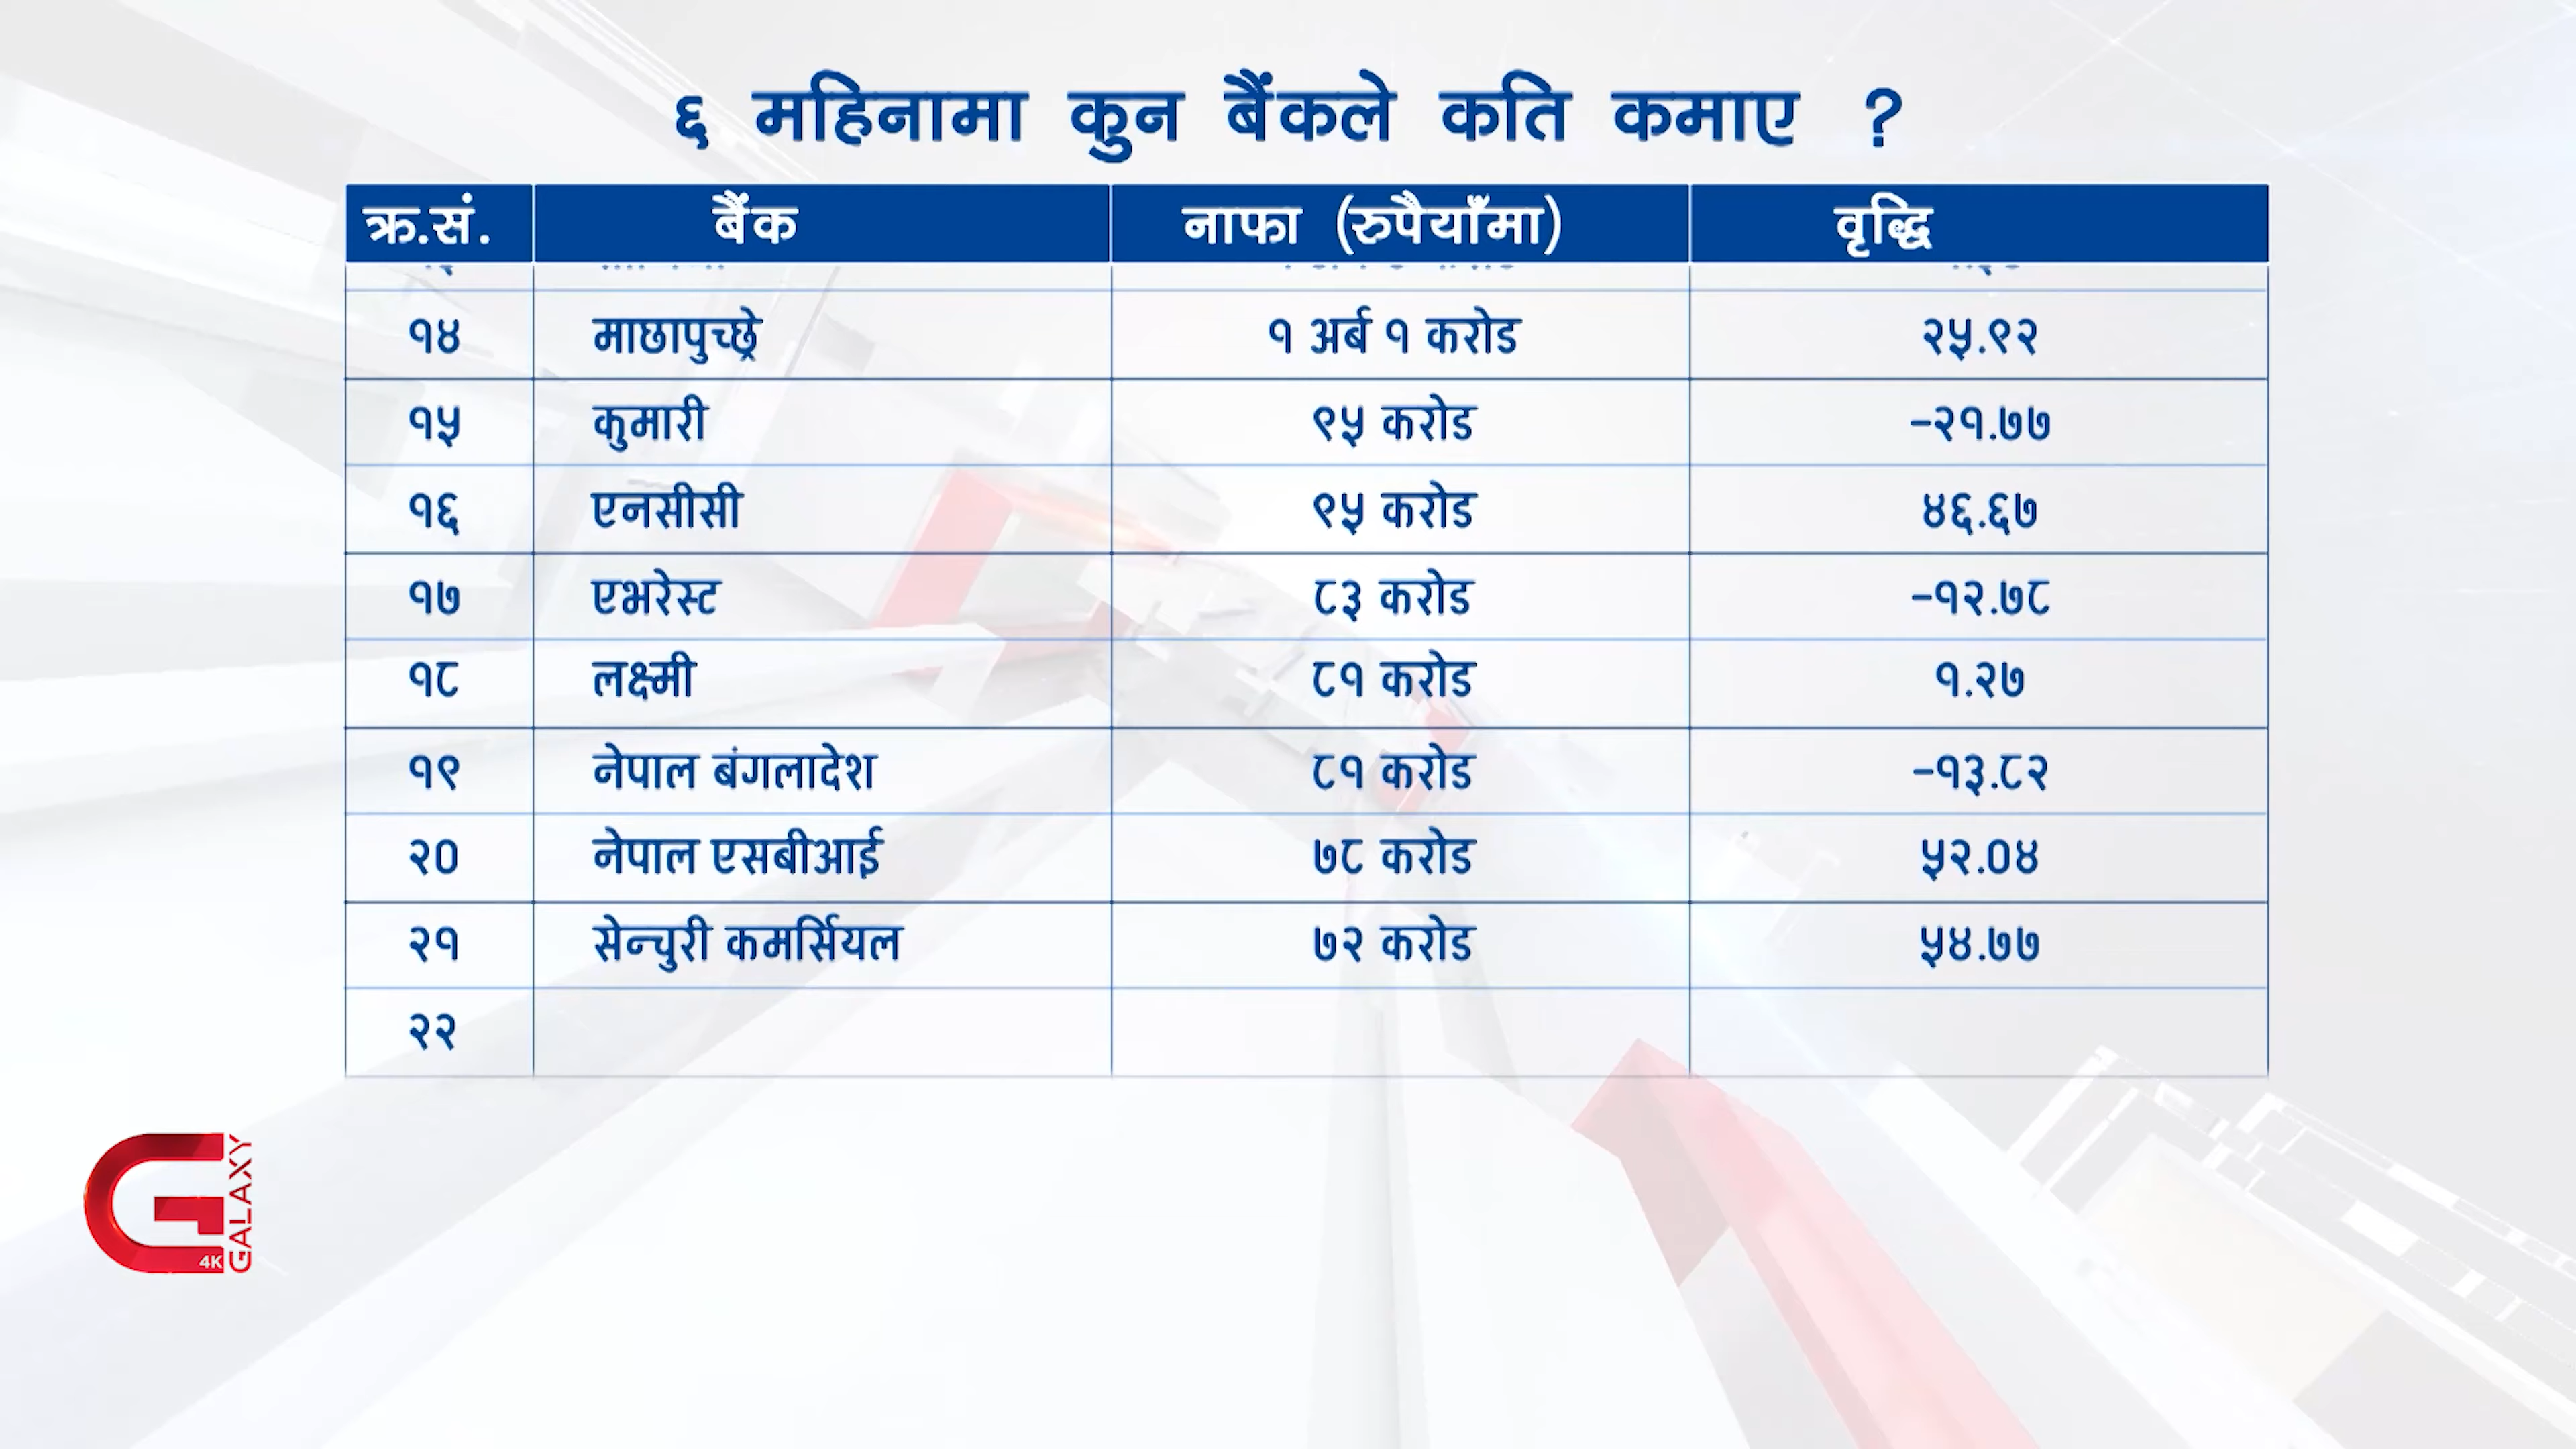 ६ महिनामा कुन बैंकले कति कमाए ?
क्र.सं. बैंक नाफा (रुपैयाँमा) वृद्धि
१४ माछापुच्छ्रे १ अर्ब १ करोड २५.९२
१५ कुमारी ९५ करोड -२१.७७
१६ एनसीसी ९५ करोड ४६.६७
१७ एभरेस्ट ८३ करोड -१२.७८
१८ लक्ष्मी ८१ करोड १.२७
१९ नेपाल बंगलादेश ८१ करोड -१३.८२
२० नेपाल एसबीआई ७८ करोड ५२.०४
२१ सेन्चुरी कमर्सियल ७२ करोड ५४.७७
२२
4K GALAXY